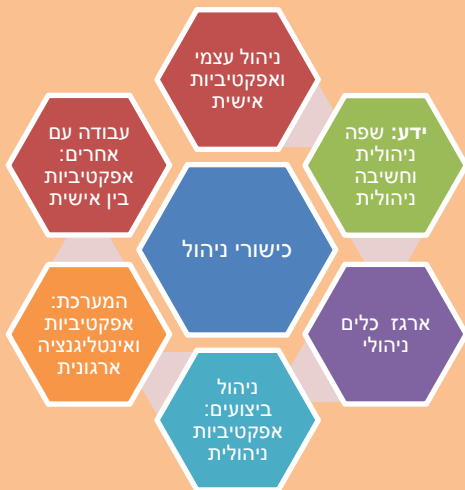 ניהול עצמי
ואפקטיביות
אישית
ידע: שפה
ניהולית
וחשיבה
ניהולית
ארגז כלים
ניהולי
ניהול
ביצועים:
אפקטיביות
ניהולית
המערכת:
אפקטיביות
ואינטליגנציה
ארגונית
עבודה עם
אחרים:
אפקטיביות
בין אישית
כישורי ניהול